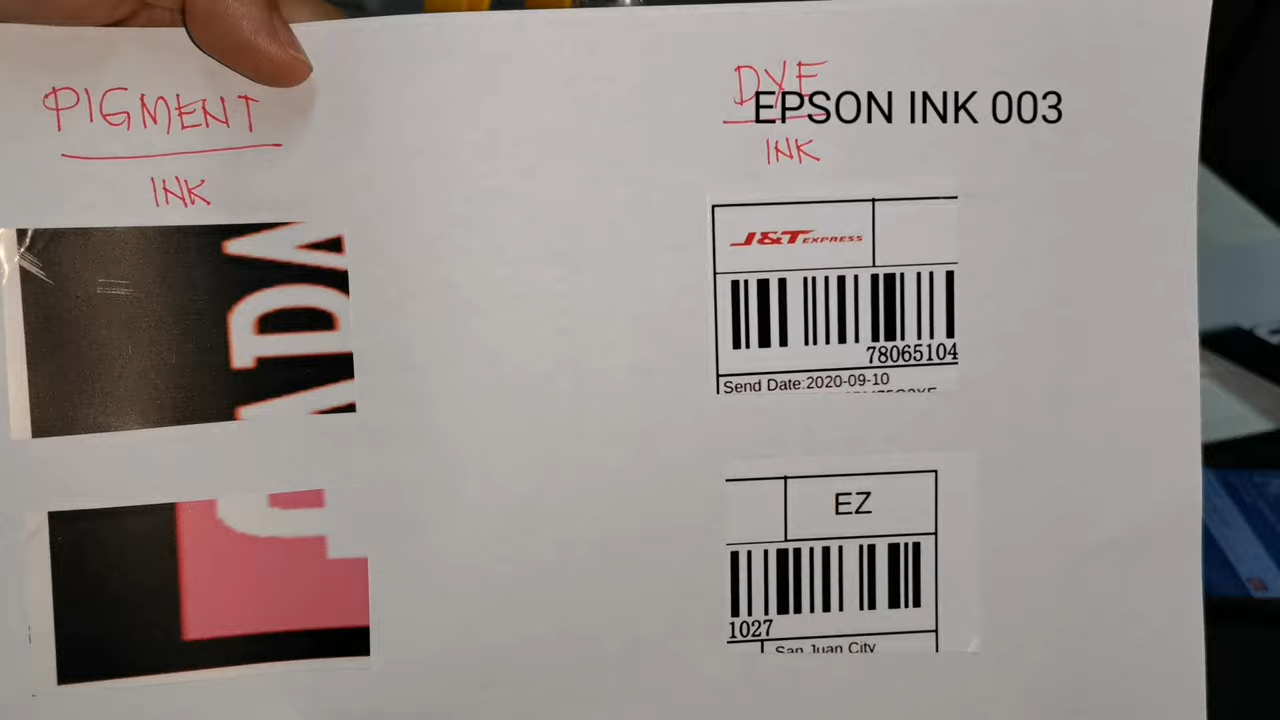 PIGMENT
INK
DYE
EPSON INK 003
INK
J&T EXPRESS
78065104
Send Date:2020-09-10
EZ
1027
San Juan City